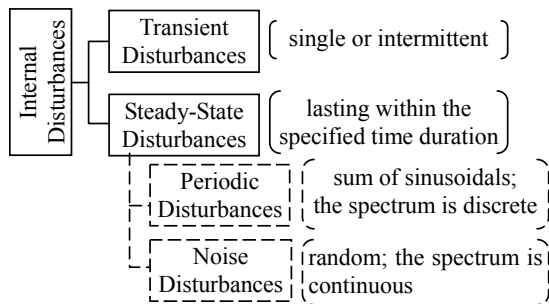 Internal
Disturbances
Transient
Disturbances
single or intermittent
Steady-State
Disturbances
lasting within the
specified time duration
Periodic
Disturbances
sum of sinusoidals;
the spectrum is discrete
Noise
Disturbances
random; the spectrum is
continuous